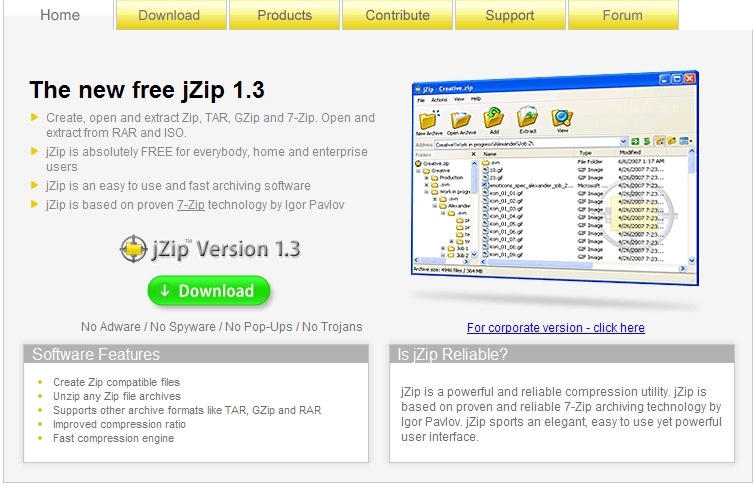 Home Download Products Contribute Support Forum
The new free jZip 1.3
Create, open and extract Zip, TAR, GZip and 7-Zip. Open and
extract from RAR and ISO.
jZip is absolutely FREE for everybody, home and enterprise
users
jZip is an easy to use and fast archiving software
jZip is based on proven 7-Zip technology by Igor Pavlov
jZip™ Version 1.3
Download
No Adware / No Spyware / No Pop-Ups / No Trojans
jZip - Creative.zip
File Actions View Help
New Archive Open Archive Add Extract View
Address Creative\Work in progress\Alexander\Job 2\
Folders Name Type Modified
Creative.zip .svn File Folder 6/6/2007 1:17 AM
Creative 10.gif GIF Image 4/26/2007 7:23...
Production 23.gif GIF Image 4/26/2007 7:23...
.svn emotocons_spec_alexander_job_2... Microsoft ... 4/26/2007 7:23...
Work in progr icon_01_01.gif GIF Image 4/26/2007 7:23...
.svn icon_01_02.gif GIF Image 4/26/2007 7:23...
Alexander icon_01_03.gif GIF Image 4/26/2007 7:23...
.svn icon_01_04.gif GIF Image 4/26/2007 7:23...
pr icon_01_05.gif GIF Image 4/26/2007 7:23...
pr icon_01_06.gif GIF Image 4/26/2007 7:23...
te icon_01_07.gif GIF Image 4/26/2007 7:23...
Job 1 icon_01_08.gif GIF Image 4/26/2007 7:23...
Job 2 icon_01_09.gif GIF Image 4/26/2007 7:23...
Archive size: 4946 files / 364 MB
For corporate version - click here
Software Features
Create Zip compatible files
Unzip any Zip file archives
Supports other archive formats like TAR, GZip and RAR
Improved compression ratio
Fast compression engine
Is jZip Reliable?
jZip is a powerful and reliable compression utility. jZip is
based on proven and reliable 7-Zip archiving technology by
Igor Pavlov. jZip sports an elegant, easy to use yet powerful
user interface.